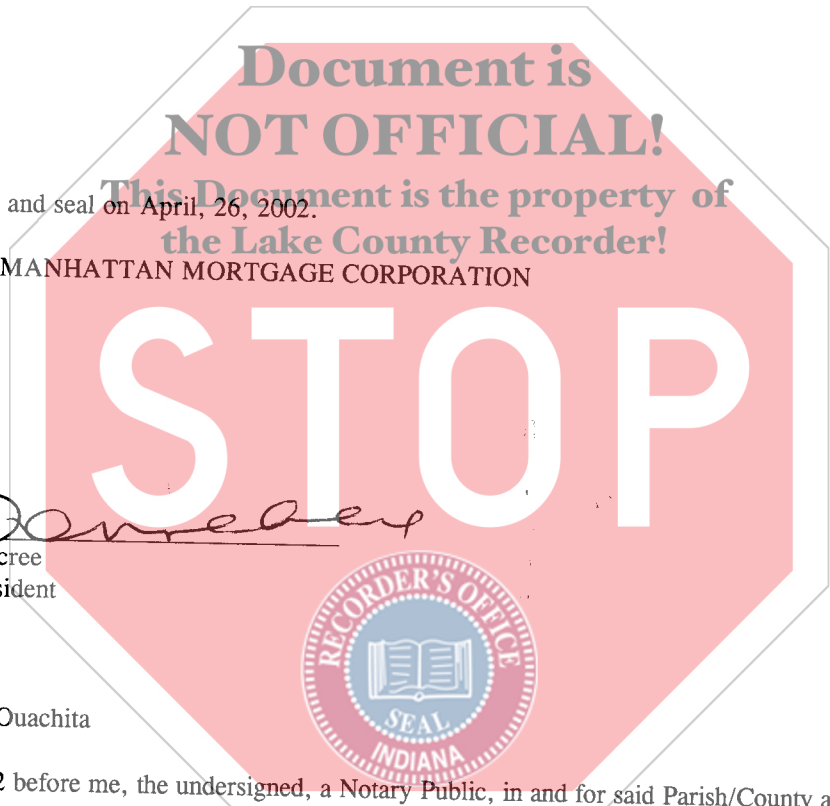 Document is
NOT OFFICIAL!
This Document is the property of
the Lake County Recorder!
and seal on April, 26, 2002.
MANHATTAN MORTGAGE CORPORATION
STOP
cree
sident
RECORDER'S OFFICE
SEAL
INDIANA
Ouachita
2 before me, the undersigned, a Notary Public, in and for said Parish/County a